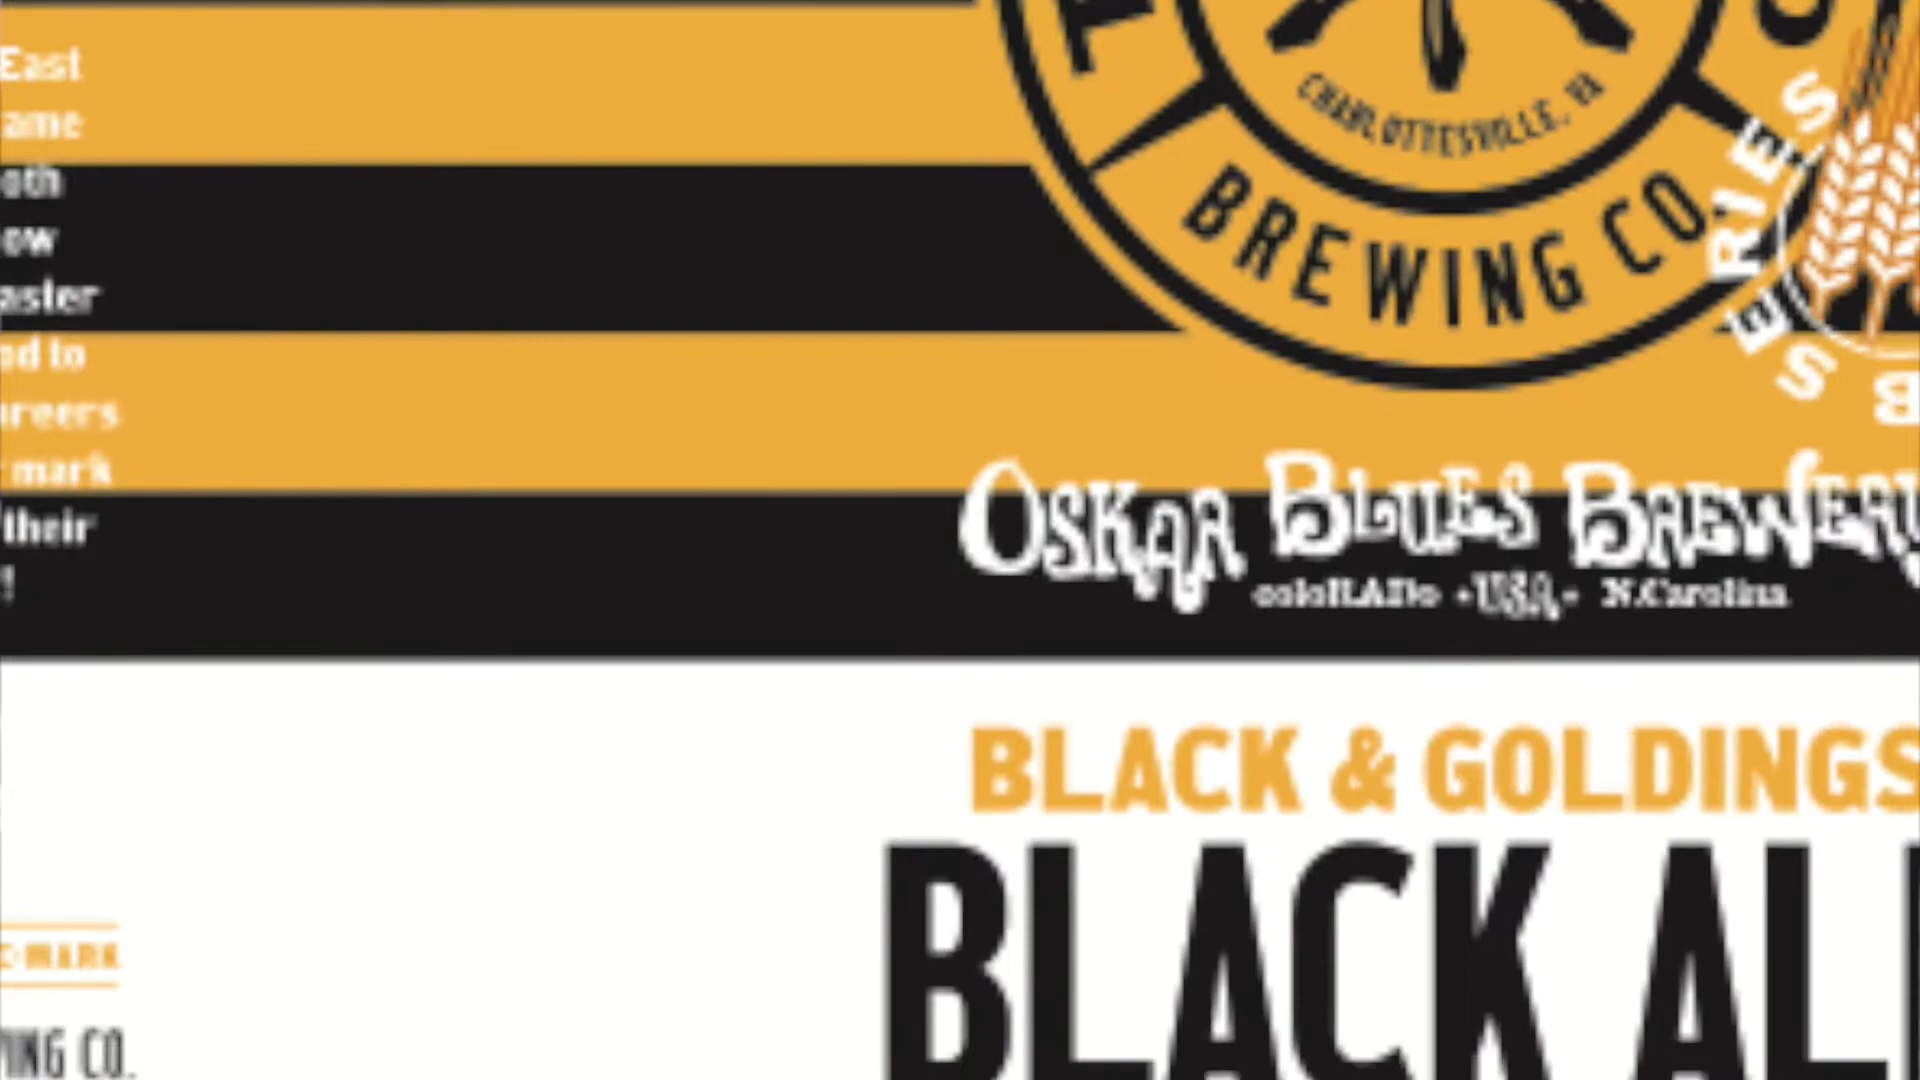 East
ame
oth
ow
aster
od to
areers
mark
their
!
CHARLOTTESVILLE, VA
BREWING CO
SERIES
B
OSKAR BLUES BREWERY
coloRADo • USA • N.Carolina
BLACK & GOLDINGS
BLACK AL
MARK
ING CO.